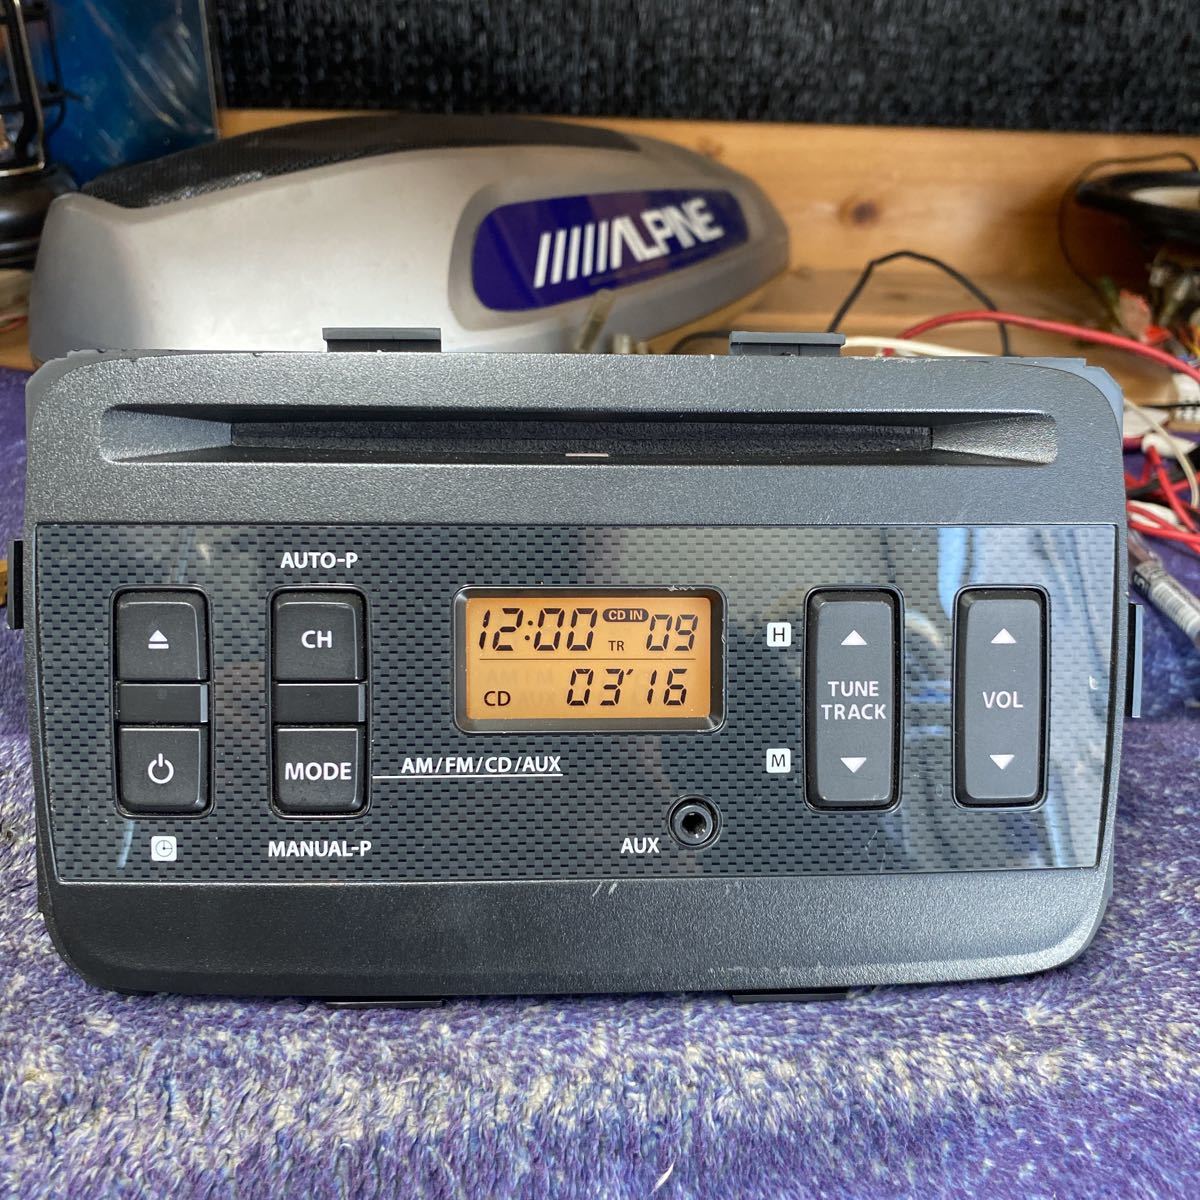 ALPINE
AUTO-P
CH
MODE
AM/FM/CD/AUX
MANUAL-P
12:00 CD IN TR 09
CD 03'16
AUX
H
M
TUNE
TRACK
VOL